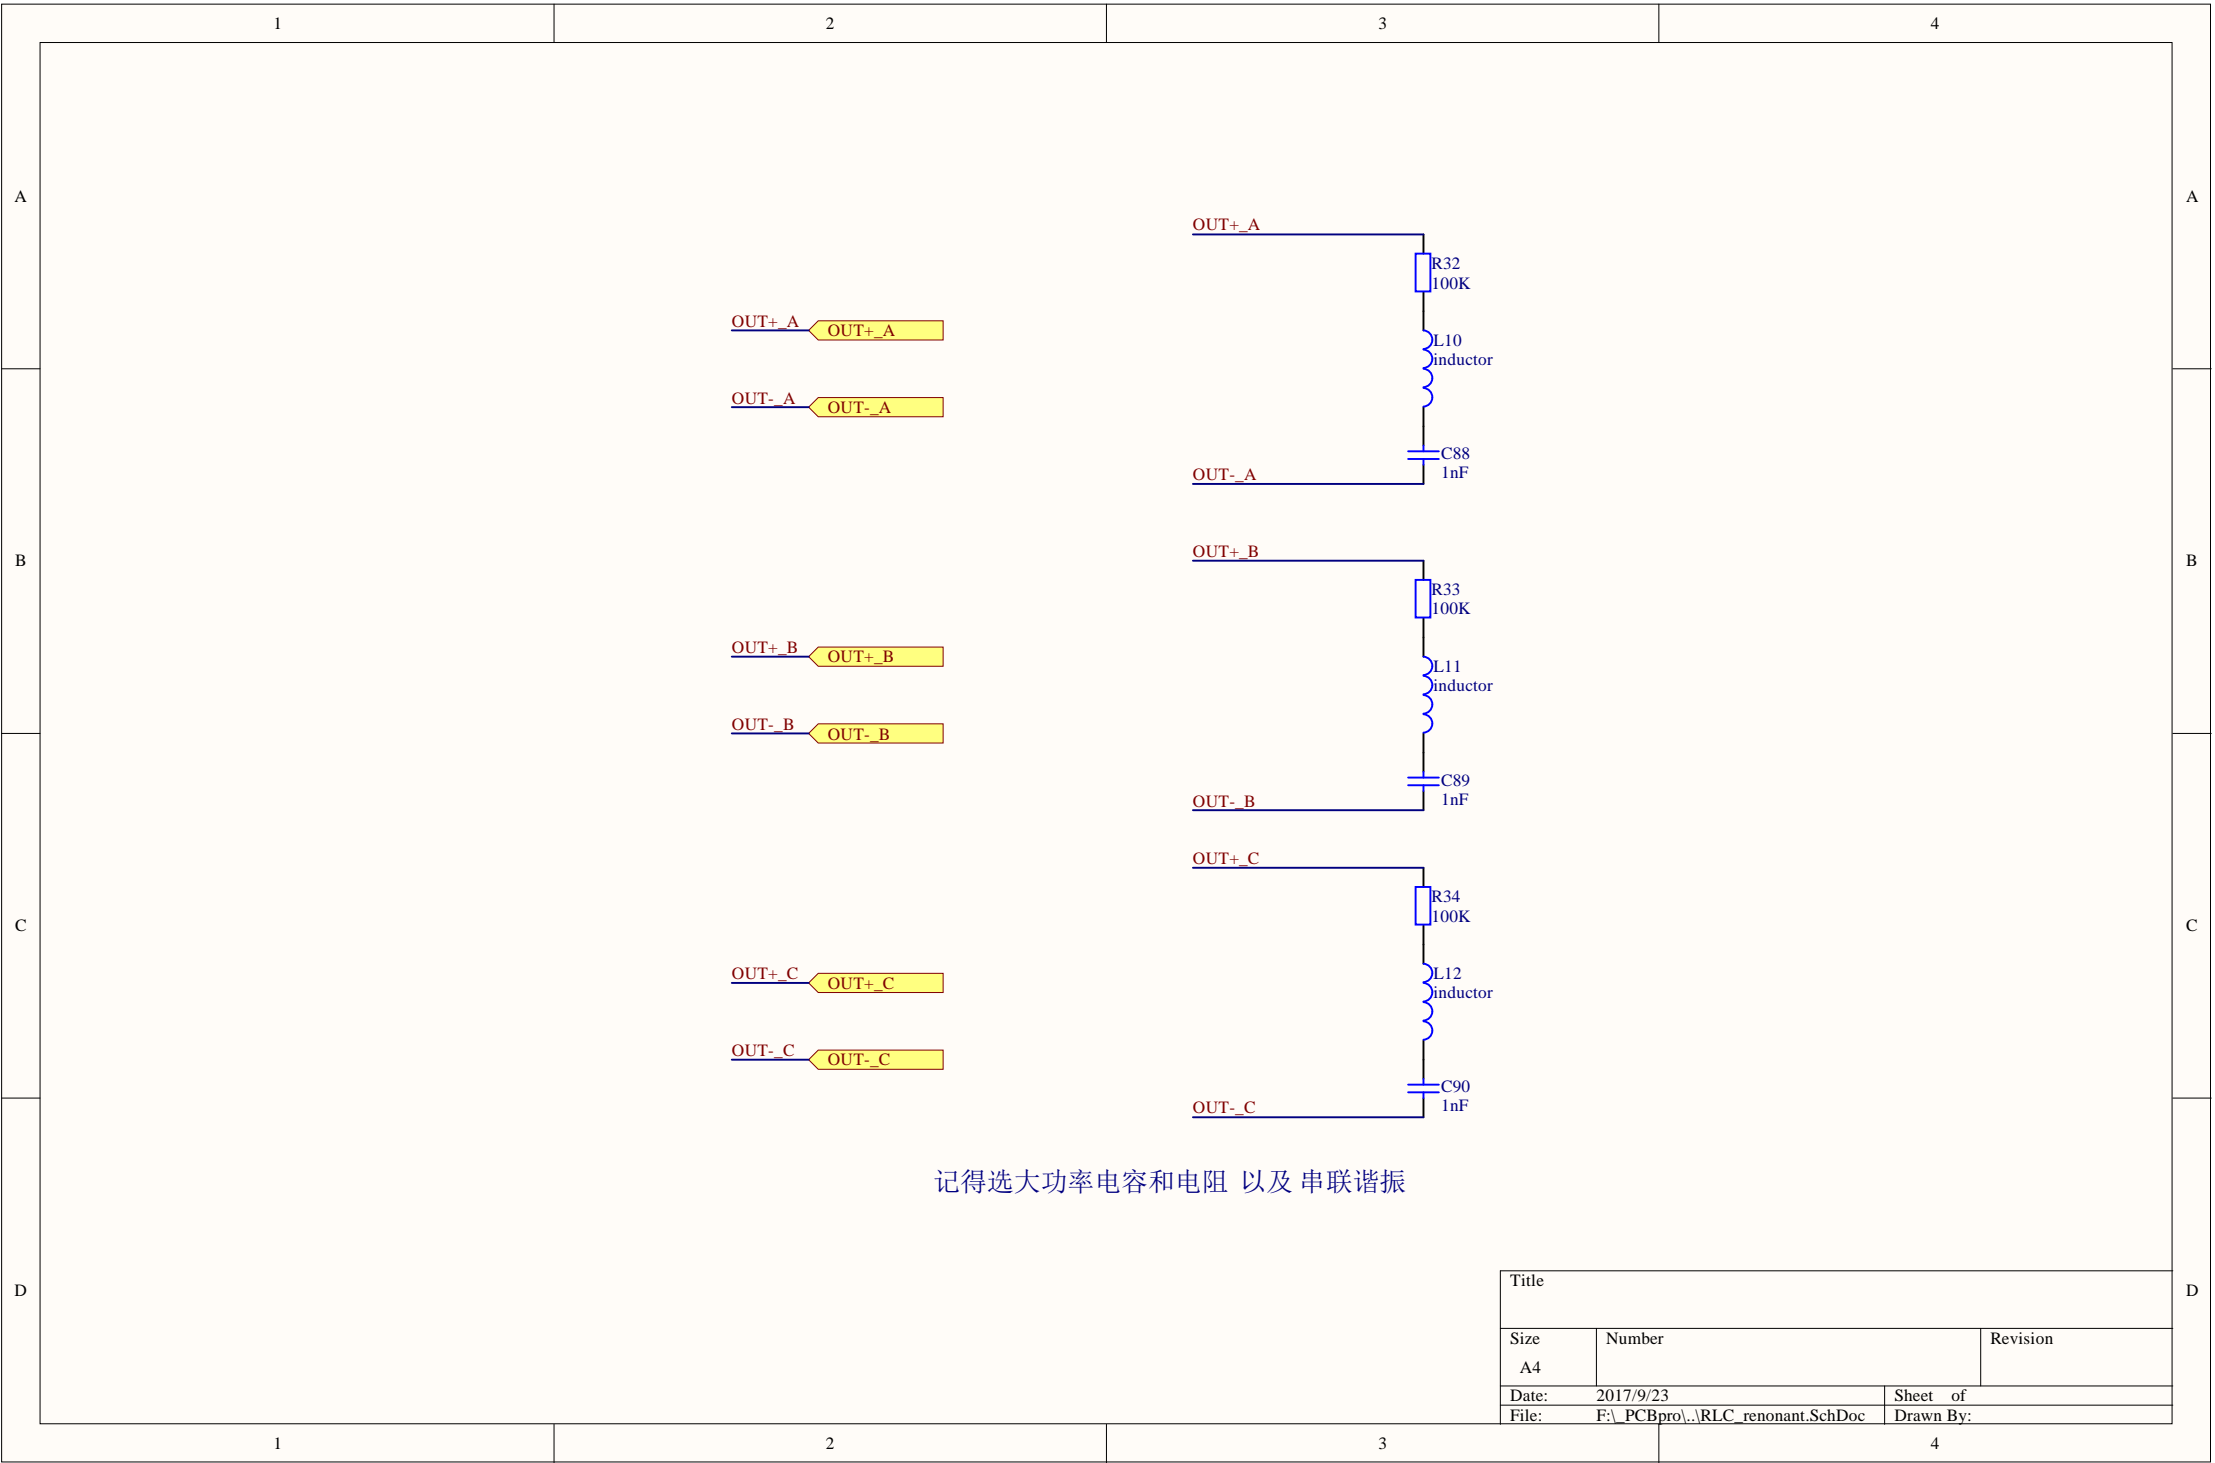 1 2 3 4
A A
OUT+_A
R32
100K
OUT+_A OUT+_A
L10
inductor
OUT-_A OUT-_A
C88
1nF
OUT-_A
B B
OUT+_B
R33
100K
OUT+_B OUT+_B
L11
inductor
OUT-_B OUT-_B
C89
1nF
OUT-_B
OUT+_C
R34
100K
C C
OUT+_C OUT+_C
L12
inductor
OUT-_C OUT-_C
C90
1nF
OUT-_C
记得选大功率电容和电阻 以及 串联谐振
D D
Title
Size Number Revision
A4
Date: 2017/9/23 Sheet of
File: F:\_PCBpro\..\RLC_renonant.SchDoc Drawn By:
1 2 3 4